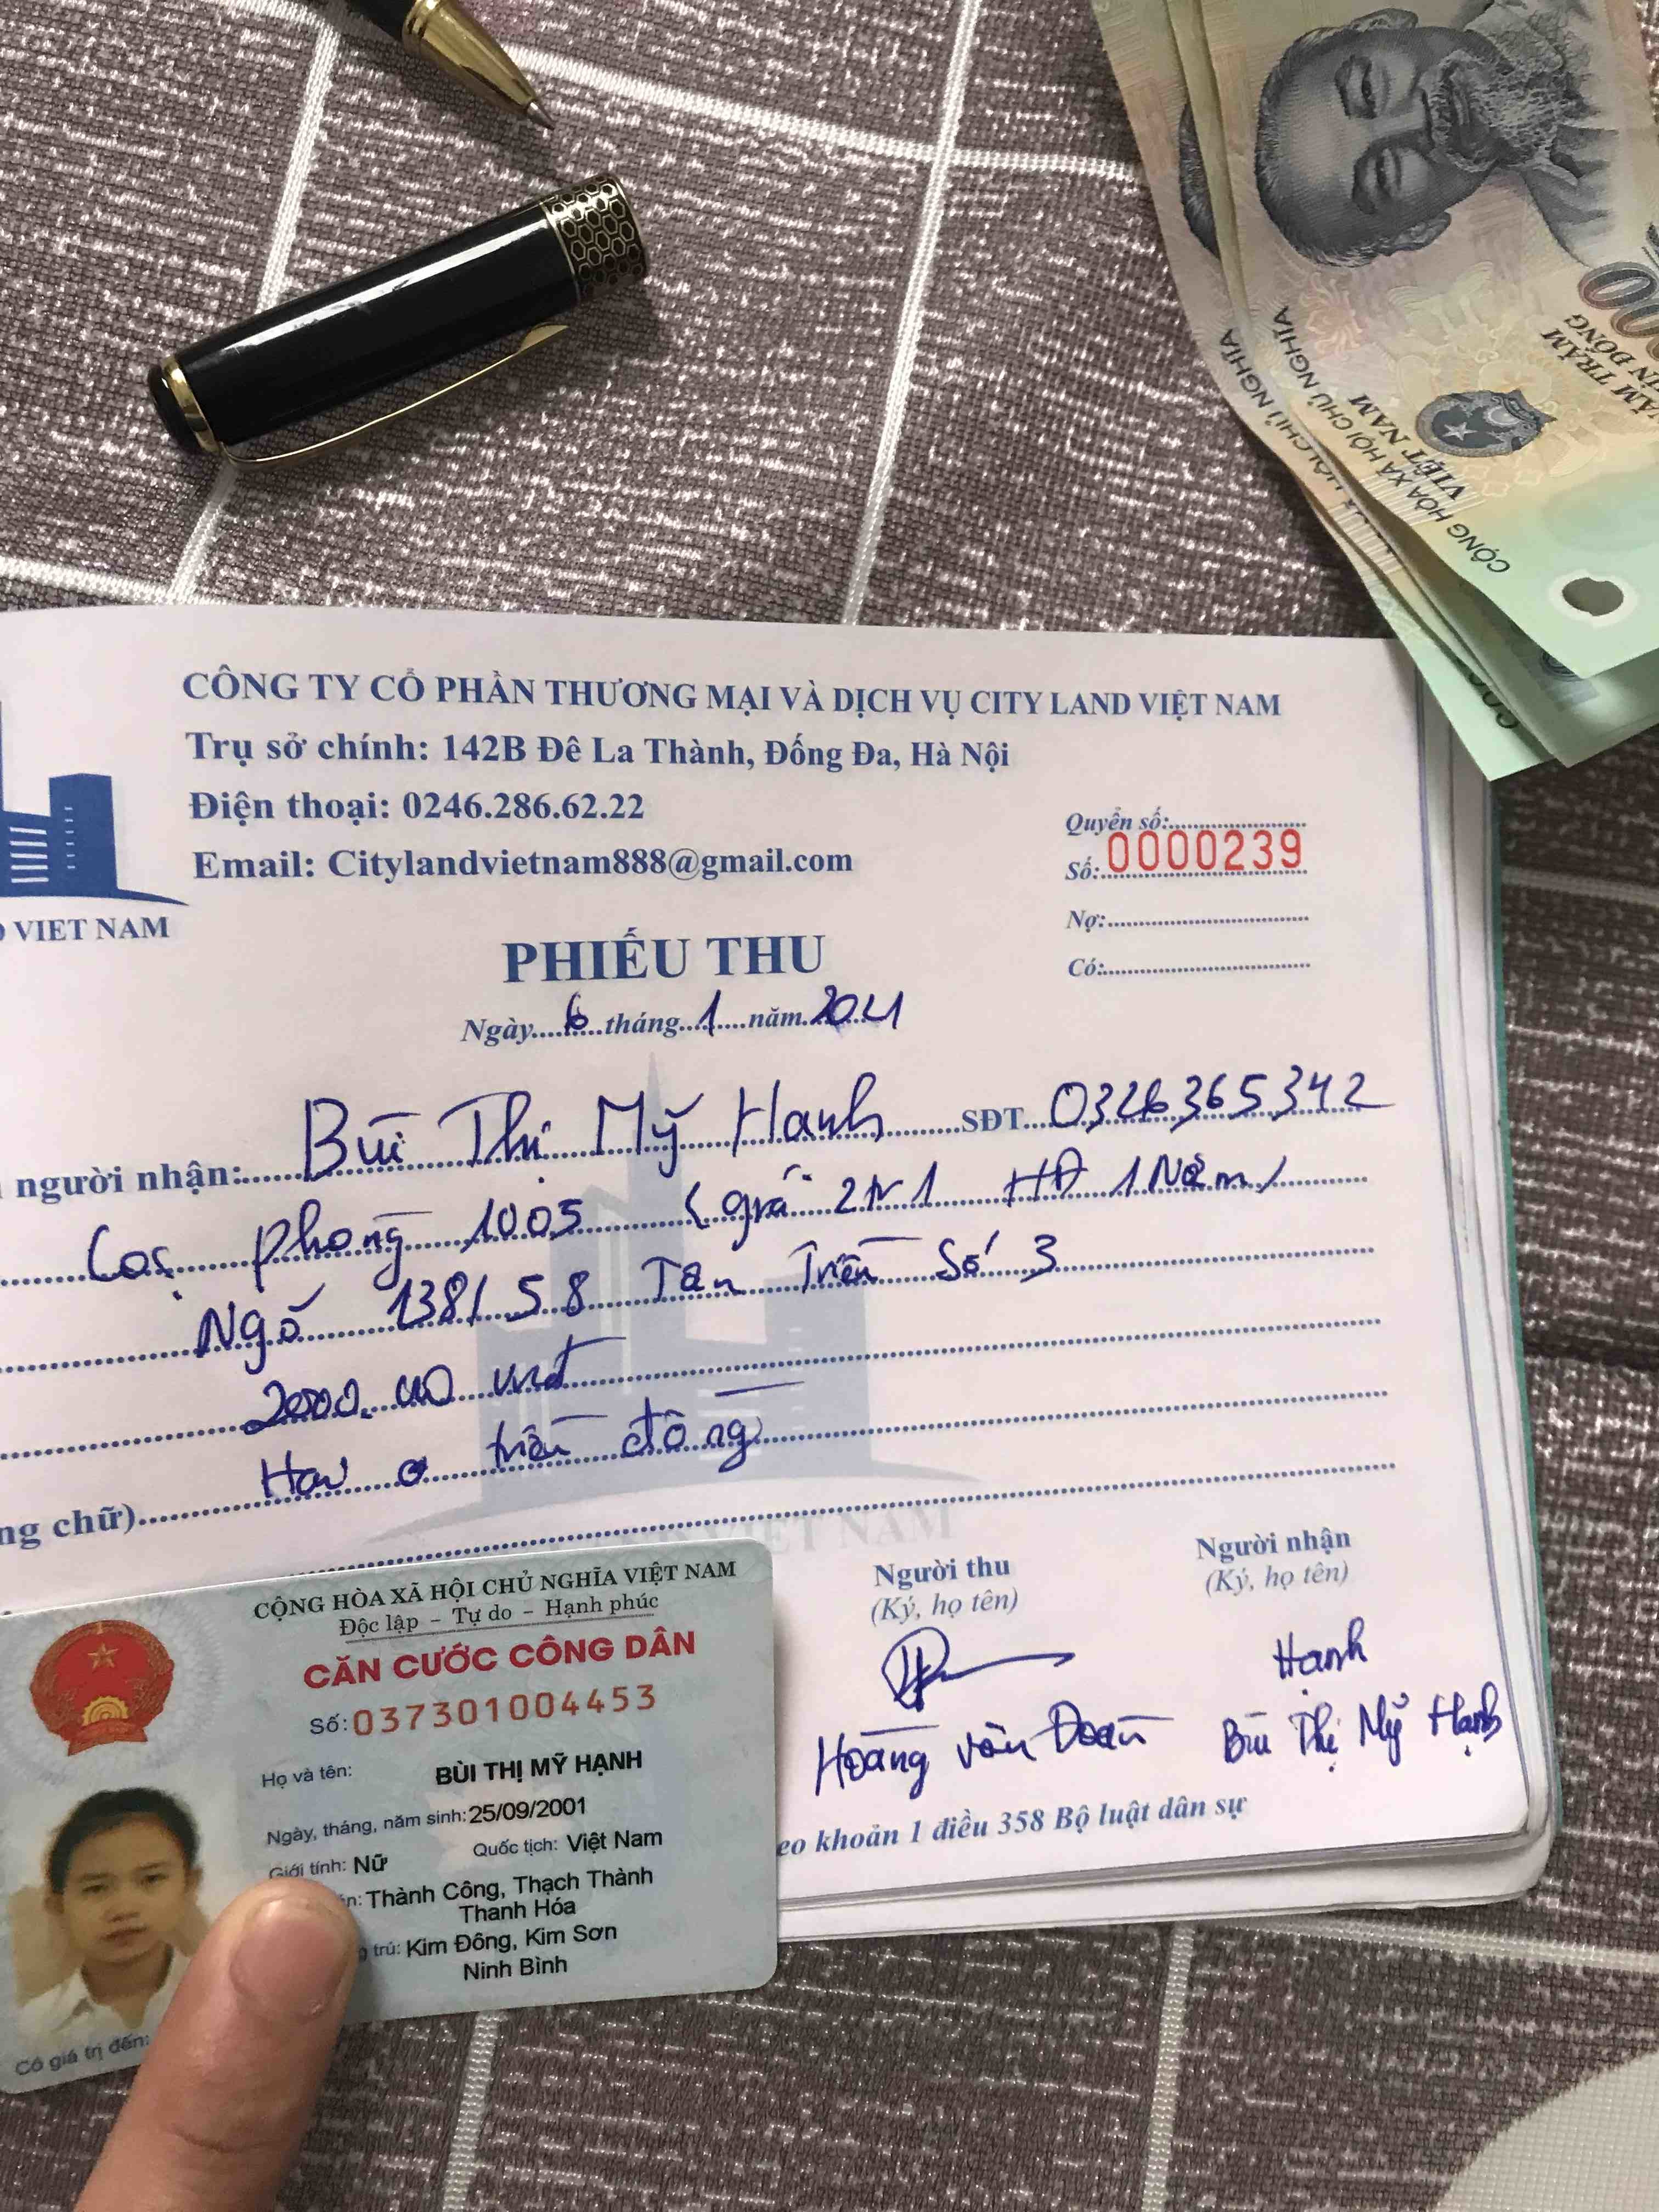 CÔNG TY CỔ PHẦN THƯƠNG MẠI VÀ DỊCH VỤ CITY LAND VIỆT NAM
Trụ sở chính: 142B Đê La Thành, Đống Đa, Hà Nội
Điện thoại: 0246.286.62.22
Email: Citylandvietnam888@gmail.com
VIET NAM
Quyển số:
Số: 0000239
Nợ:
Có:
PHIẾU THU
Ngày 6 tháng 1 năm 2021
người nhận: Bùi Thị Mỹ Hạnh SĐT 0326365342
Cọc phòng 1005 ( giá 2tr1 HĐ 1 Năm )
Ngõ 138/58 Tân Triều Số 3
vnđ
triệu đồng
ng chữ)
VIET NAM
Người thu
(Ký, họ tên)
Hoàng văn Đoàn
Người nhận
(Ký, họ tên)
Hạnh
Bùi Thị Mỹ Hạnh
eo khoản 1 điều 358 Bộ luật dân sự
CỘNG HÒA XÃ HỘI CHỦ NGHĨA VIỆT NAM
Độc lập – Tự do – Hạnh phúc
CĂN CƯỚC CÔNG DÂN
Số: 037301004453
Họ và tên: BÙI THỊ MỸ HẠNH
Ngày, tháng, năm sinh: 25/09/2001
Giới tính: Nữ Quốc tịch: Việt Nam
Thành Công, Thạch Thành
Thanh Hóa
trú: Kim Đông, Kim Sơn
Ninh Bình
Có giá trị đến:
CỘNG HÒA XÃ HỘI CHỦ NGHĨA
VIỆT NAM
CHỦ NGHĨA